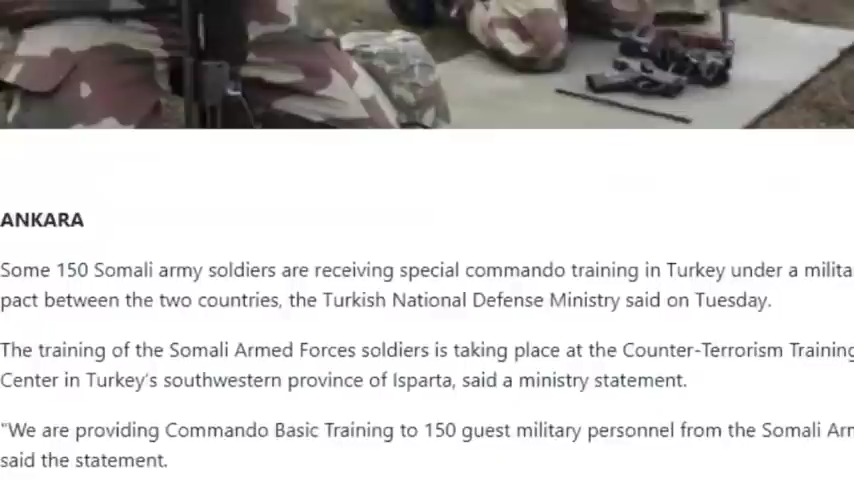 ANKARA
Some 150 Somali army soldiers are receiving special commando training in Turkey under a milita
pact between the two countries, the Turkish National Defense Ministry said on Tuesday.
The training of the Somali Armed Forces soldiers is taking place at the Counter-Terrorism Training
Center in Turkey's southwestern province of Isparta, said a ministry statement.
"We are providing Commando Basic Training to 150 guest military personnel from the Somali Arm
said the statement.